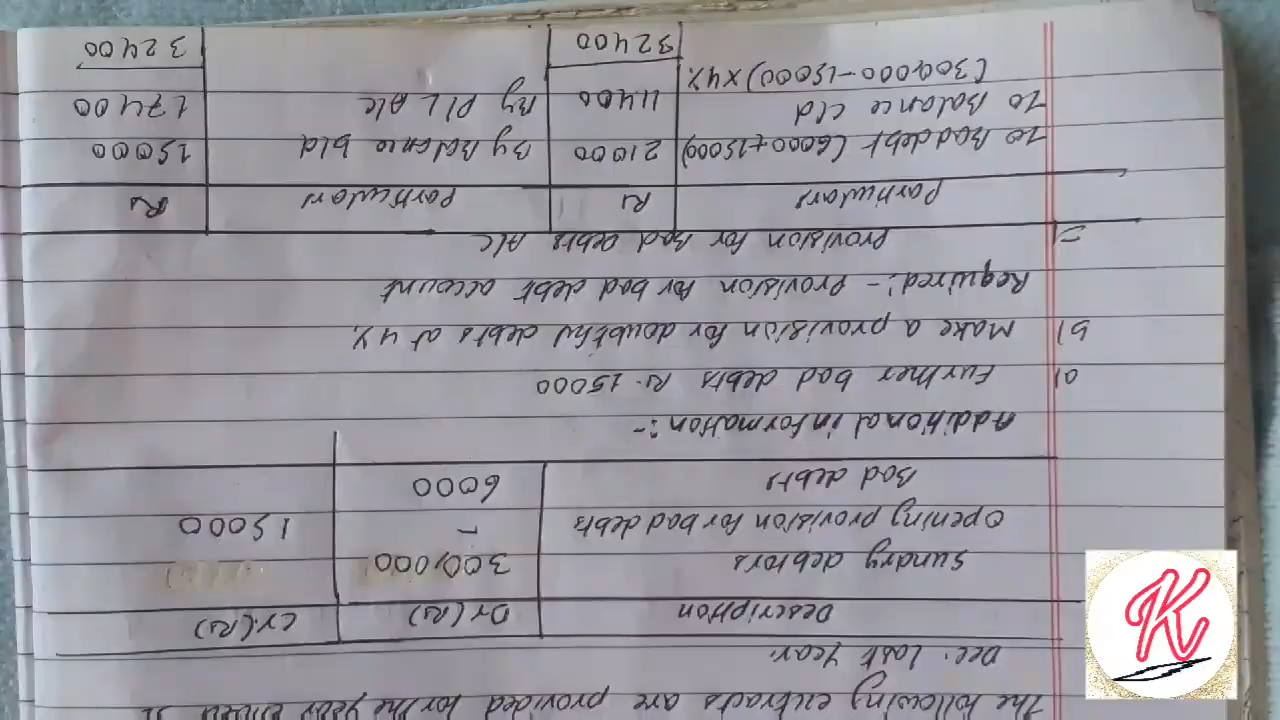 The following extracts are provided for the year ended 31
Dec. last year.
Description Dr (Rs) Cr (Rs)
Sundry debtors 300,000
Opening provision for bad debts - 15000
Bad debts 6000
Additional information:-
a) Further bad debts Rs. 15000
b) Make a provision for doubtful debts at 4%.
Required:- Provision for bad debt account
=> Provision for Bad debts A/c
Particulars Rs Particulars Rs
To Bad debt (6000+15000) 21000 By Balance b/d 15000
To Balance c/d 11400 By P/L A/c 17400
(300,000-15000)×4%
32400 32400
K